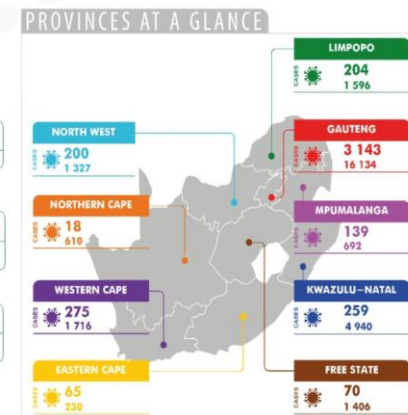 PROVINCES AT A GLANCE
LIMPOPO
CASES
204
1 596
NORTH WEST
CASES
200
1 327
GAUTENG
CASES
3 143
16 134
NORTHERN CAPE
CASES
18
610
MPUMALANGA
CASES
139
692
WESTERN CAPE
CASES
275
1 716
KWAZULU–NATAL
CASES
259
4 940
EASTERN CAPE
CASES
65
230
FREE STATE
CASES
70
1 406